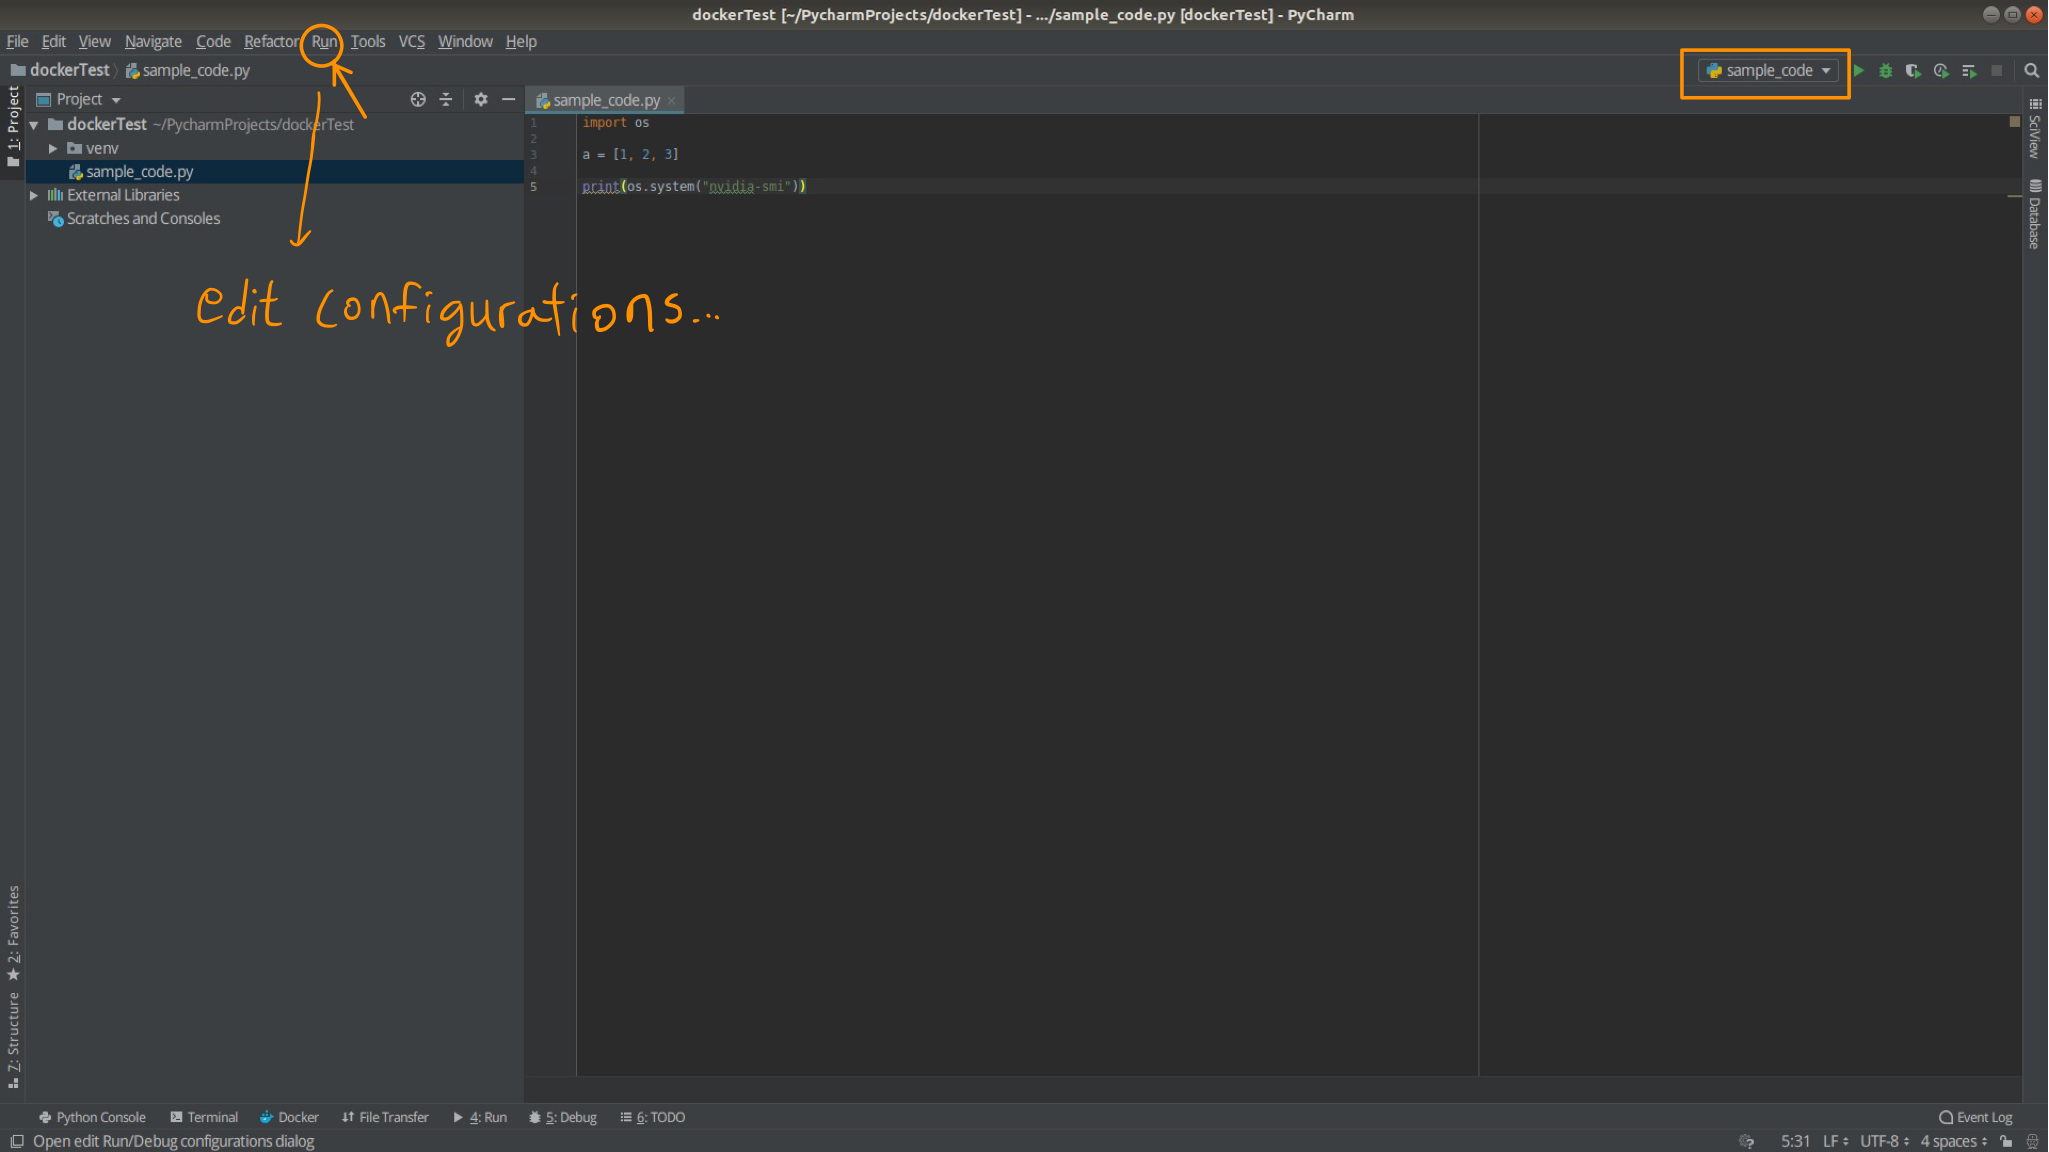 dockerTest [~/PycharmProjects/dockerTest] - .../sample_code.py [dockerTest] - PyCharm
File Edit View Navigate Code Refactor Run Tools VCS Window Help
dockerTest sample_code.py
sample_code
1: Project
Project
sample_code.py
dockerTest ~/PycharmProjects/dockerTest
venv
sample_code.py
External Libraries
Scratches and Consoles
1 import os
2
3 a = [1, 2, 3]
4
5 print(os.system("nvidia-smi"))
edit configurations...
SciView
Database
2: Favorites
7: Structure
Python Console Terminal Docker File Transfer 4: Run 5: Debug 6: TODO Event Log
Open edit Run/Debug configurations dialog 5:31 LF UTF-8 4 spaces